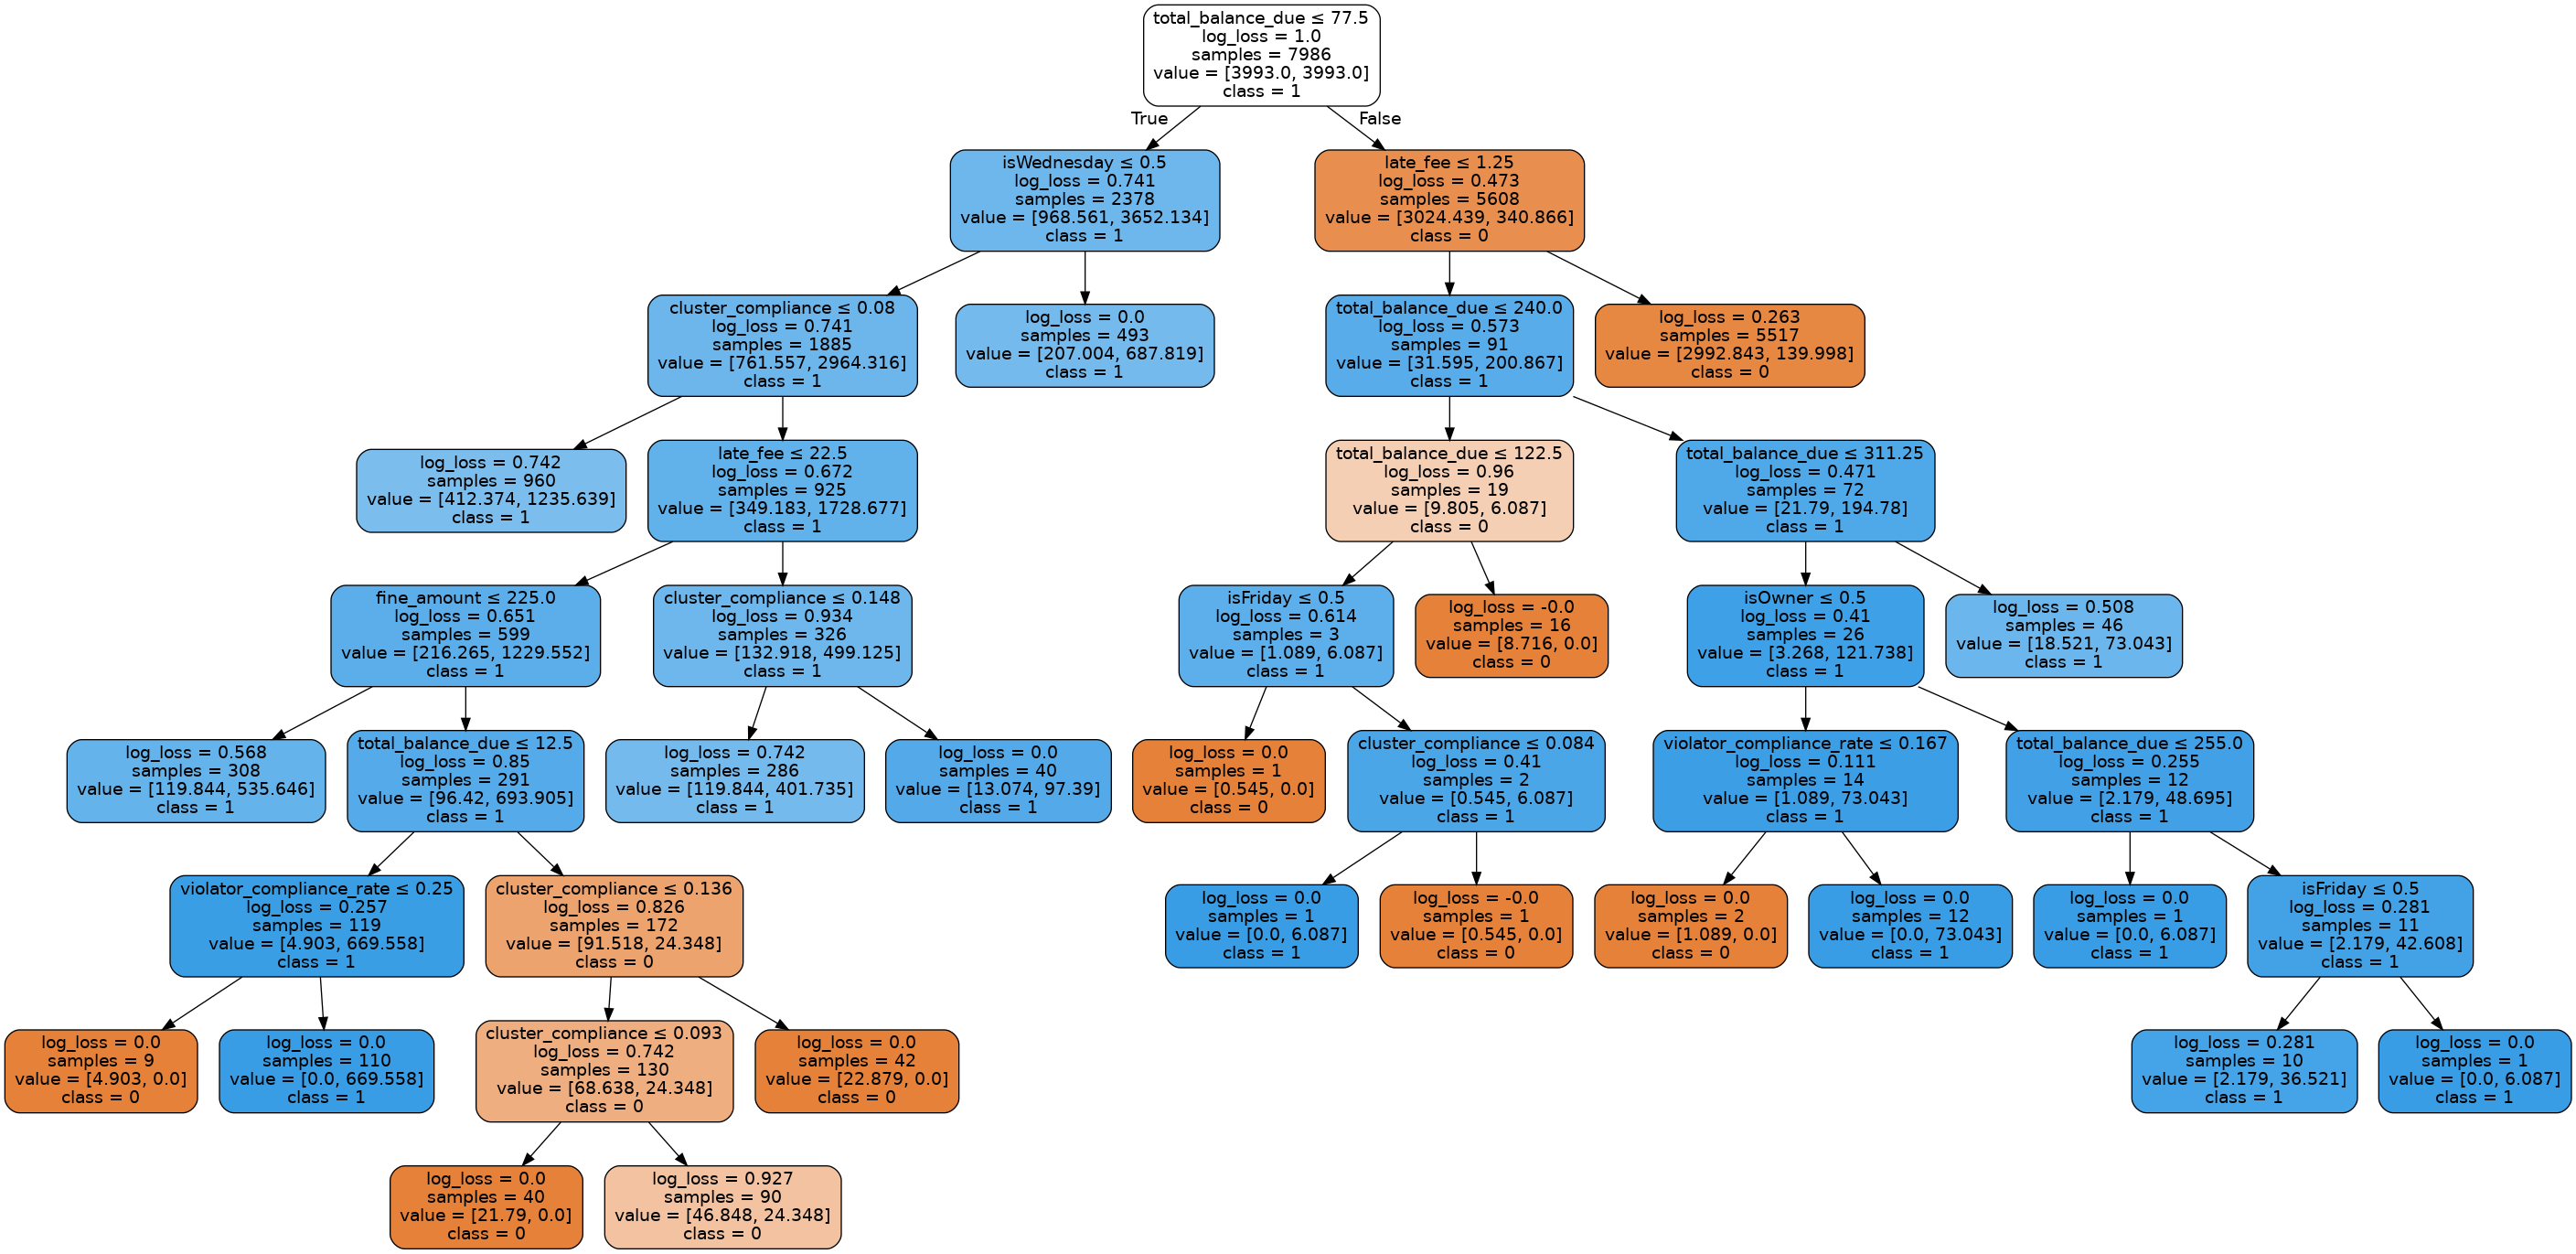 total_balance_due ≤ 77.5
log_loss = 1.0
samples = 7986
value = [3993.0, 3993.0]
class = 1
True
False
isWednesday ≤ 0.5
log_loss = 0.741
samples = 2378
value = [968.561, 3652.134]
class = 1
late_fee ≤ 1.25
log_loss = 0.473
samples = 5608
value = [3024.439, 340.866]
class = 0
cluster_compliance ≤ 0.08
log_loss = 0.741
samples = 1885
value = [761.557, 2964.316]
class = 1
log_loss = 0.0
samples = 493
value = [207.004, 687.819]
class = 1
total_balance_due ≤ 240.0
log_loss = 0.573
samples = 91
value = [31.595, 200.867]
class = 1
log_loss = 0.263
samples = 5517
value = [2992.843, 139.998]
class = 0
log_loss = 0.742
samples = 960
value = [412.374, 1235.639]
class = 1
late_fee ≤ 22.5
log_loss = 0.672
samples = 925
value = [349.183, 1728.677]
class = 1
total_balance_due ≤ 122.5
log_loss = 0.96
samples = 19
value = [9.805, 6.087]
class = 0
total_balance_due ≤ 311.25
log_loss = 0.471
samples = 72
value = [21.79, 194.78]
class = 1
fine_amount ≤ 225.0
log_loss = 0.651
samples = 599
value = [216.265, 1229.552]
class = 1
cluster_compliance ≤ 0.148
log_loss = 0.934
samples = 326
value = [132.918, 499.125]
class = 1
isFriday ≤ 0.5
log_loss = 0.614
samples = 3
value = [1.089, 6.087]
class = 1
log_loss = -0.0
samples = 16
value = [8.716, 0.0]
class = 0
isOwner ≤ 0.5
log_loss = 0.41
samples = 26
value = [3.268, 121.738]
class = 1
log_loss = 0.508
samples = 46
value = [18.521, 73.043]
class = 1
log_loss = 0.568
samples = 308
value = [119.844, 535.646]
class = 1
total_balance_due ≤ 12.5
log_loss = 0.85
samples = 291
value = [96.42, 693.905]
class = 1
log_loss = 0.742
samples = 286
value = [119.844, 401.735]
class = 1
log_loss = 0.0
samples = 40
value = [13.074, 97.39]
class = 1
log_loss = 0.0
samples = 1
value = [0.545, 0.0]
class = 0
cluster_compliance ≤ 0.084
log_loss = 0.41
samples = 2
value = [0.545, 6.087]
class = 1
violator_compliance_rate ≤ 0.167
log_loss = 0.111
samples = 14
value = [1.089, 73.043]
class = 1
total_balance_due ≤ 255.0
log_loss = 0.255
samples = 12
value = [2.179, 48.695]
class = 1
violator_compliance_rate ≤ 0.25
log_loss = 0.257
samples = 119
value = [4.903, 669.558]
class = 1
cluster_compliance ≤ 0.136
log_loss = 0.826
samples = 172
value = [91.518, 24.348]
class = 0
log_loss = 0.0
samples = 1
value = [0.0, 6.087]
class = 1
log_loss = -0.0
samples = 1
value = [0.545, 0.0]
class = 0
log_loss = 0.0
samples = 2
value = [1.089, 0.0]
class = 0
log_loss = 0.0
samples = 12
value = [0.0, 73.043]
class = 1
log_loss = 0.0
samples = 1
value = [0.0, 6.087]
class = 1
isFriday ≤ 0.5
log_loss = 0.281
samples = 11
value = [2.179, 42.608]
class = 1
log_loss = 0.0
samples = 9
value = [4.903, 0.0]
class = 0
log_loss = 0.0
samples = 110
value = [0.0, 669.558]
class = 1
cluster_compliance ≤ 0.093
log_loss = 0.742
samples = 130
value = [68.638, 24.348]
class = 0
log_loss = 0.0
samples = 42
value = [22.879, 0.0]
class = 0
log_loss = 0.281
samples = 10
value = [2.179, 36.521]
class = 1
log_loss = 0.0
samples = 1
value = [0.0, 6.087]
class = 1
log_loss = 0.0
samples = 40
value = [21.79, 0.0]
class = 0
log_loss = 0.927
samples = 90
value = [46.848, 24.348]
class = 0